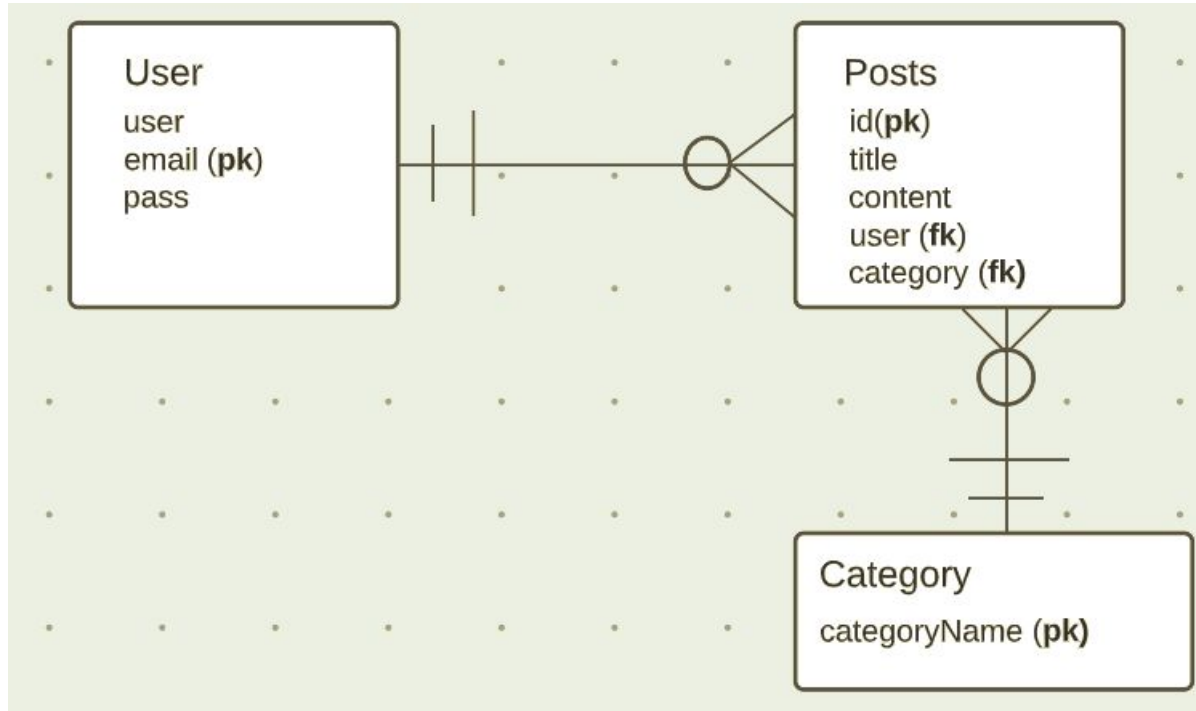 User
user
email (pk)
pass
Posts
id(pk)
title
content
user (fk)
category (fk)
Category
categoryName (pk)